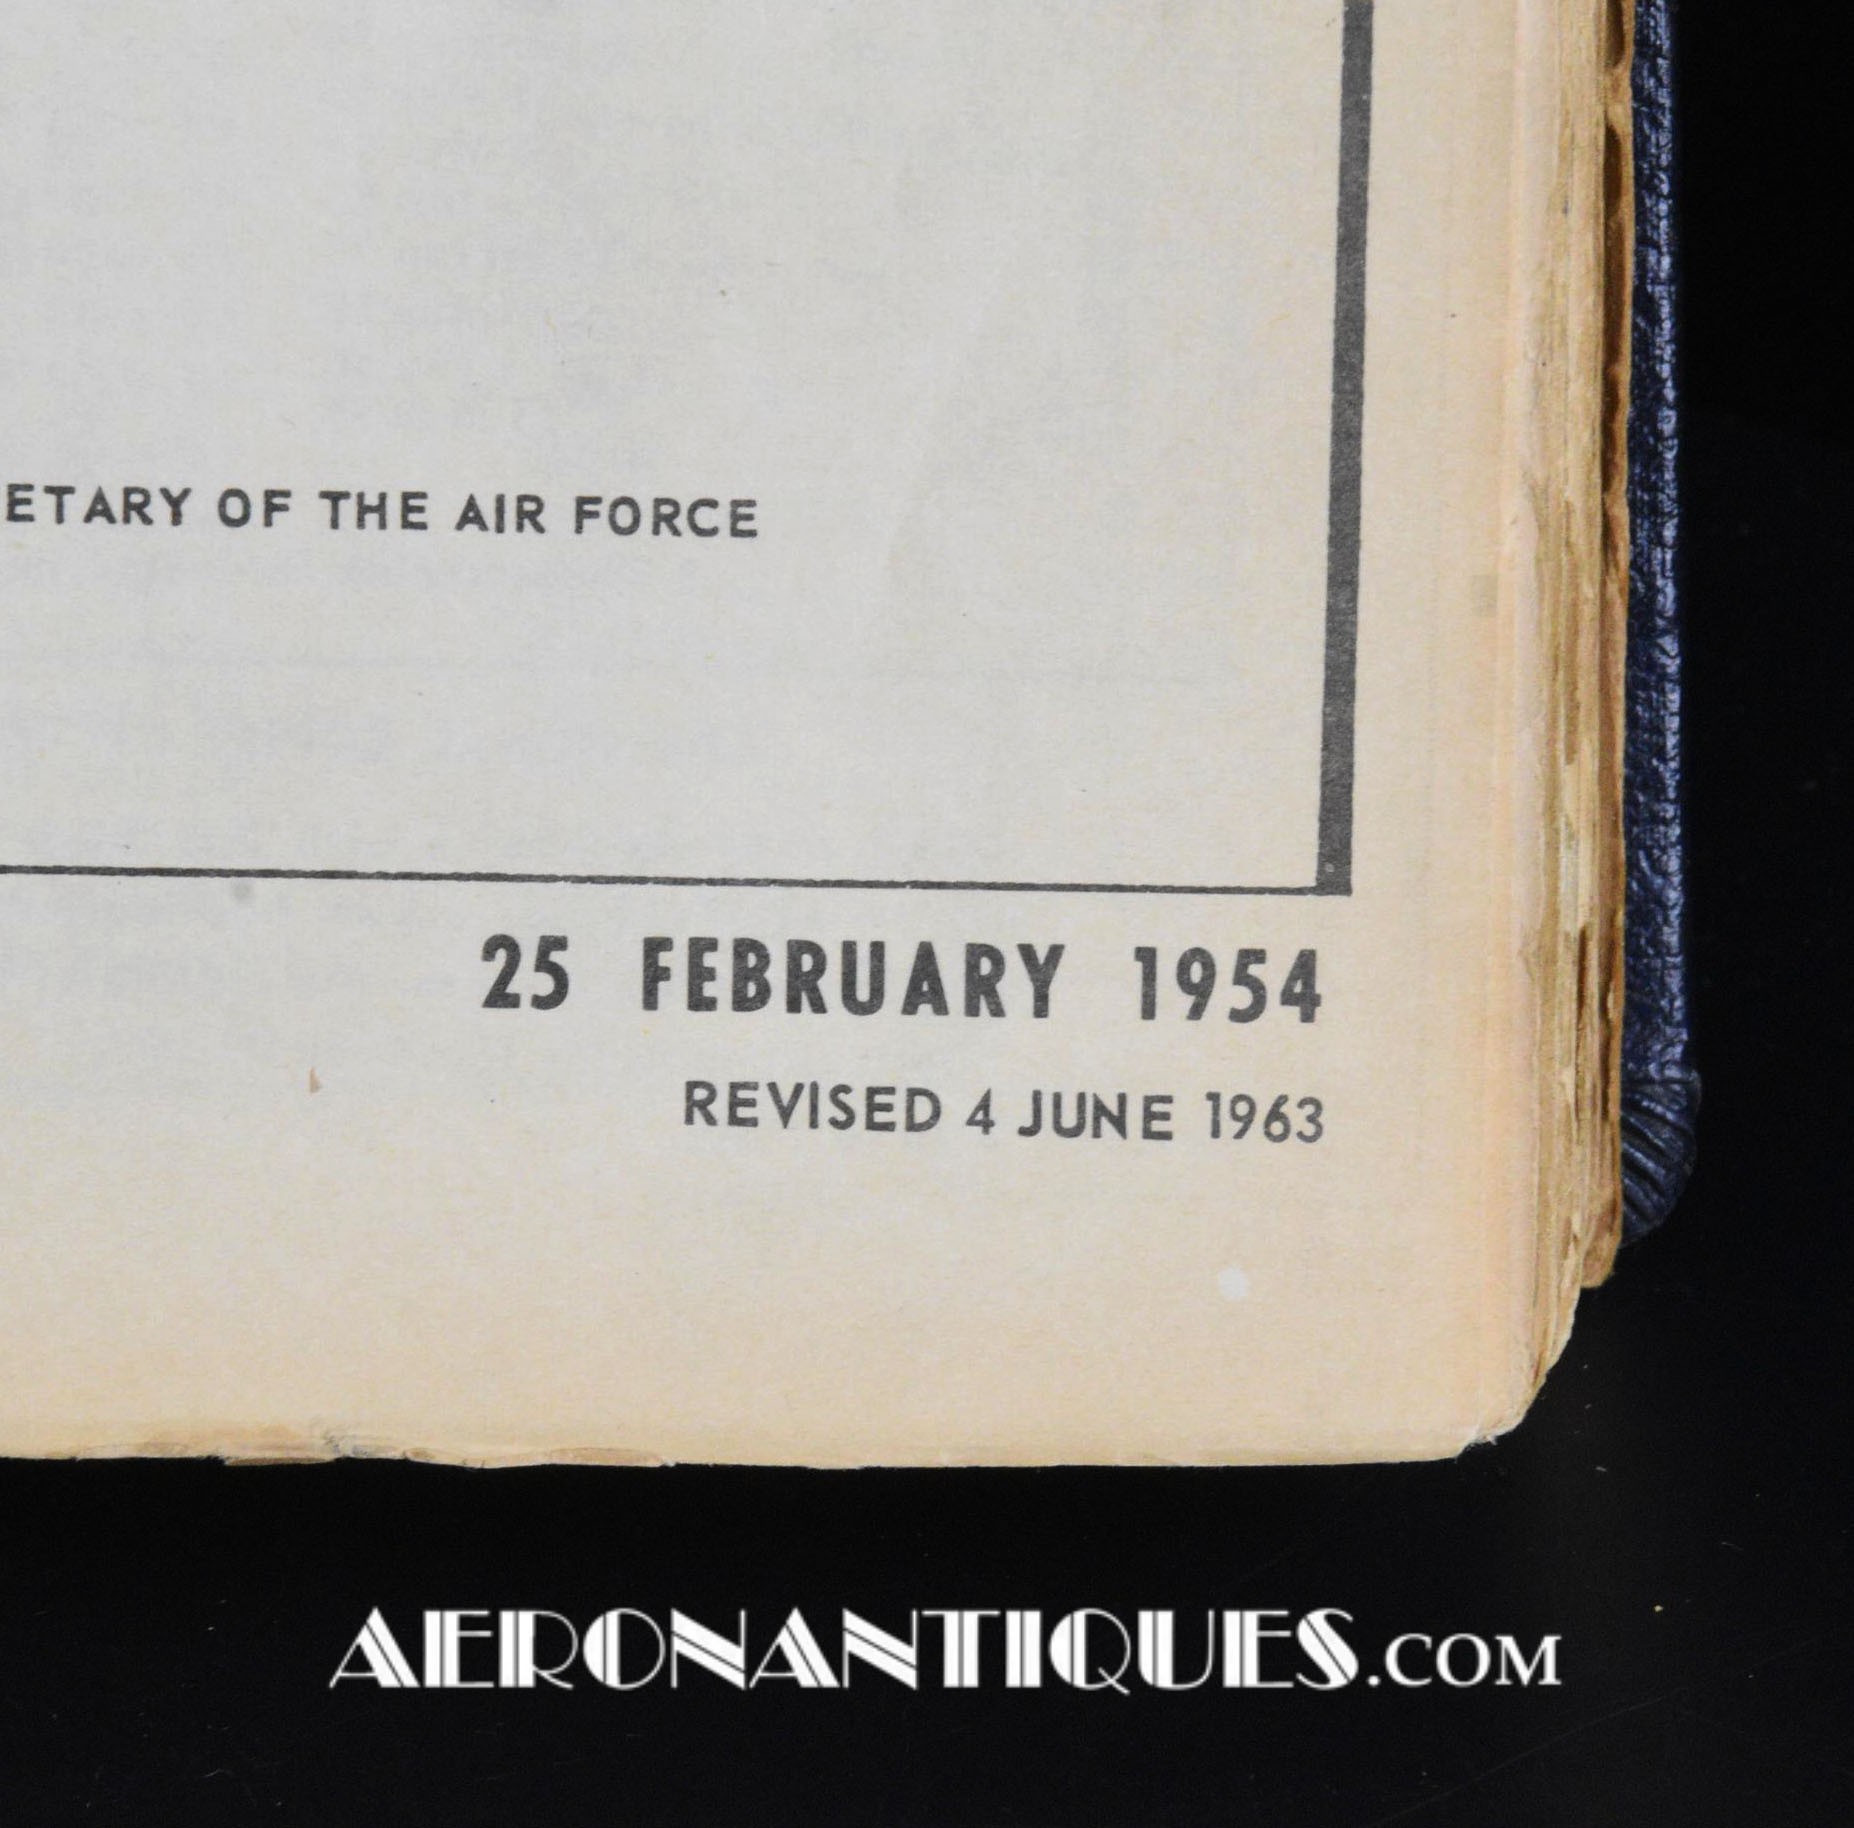 ETARY OF THE AIR FORCE
25 FEBRUARY 1954
REVISED 4 JUNE 1963
AERONANTIQUES.COM